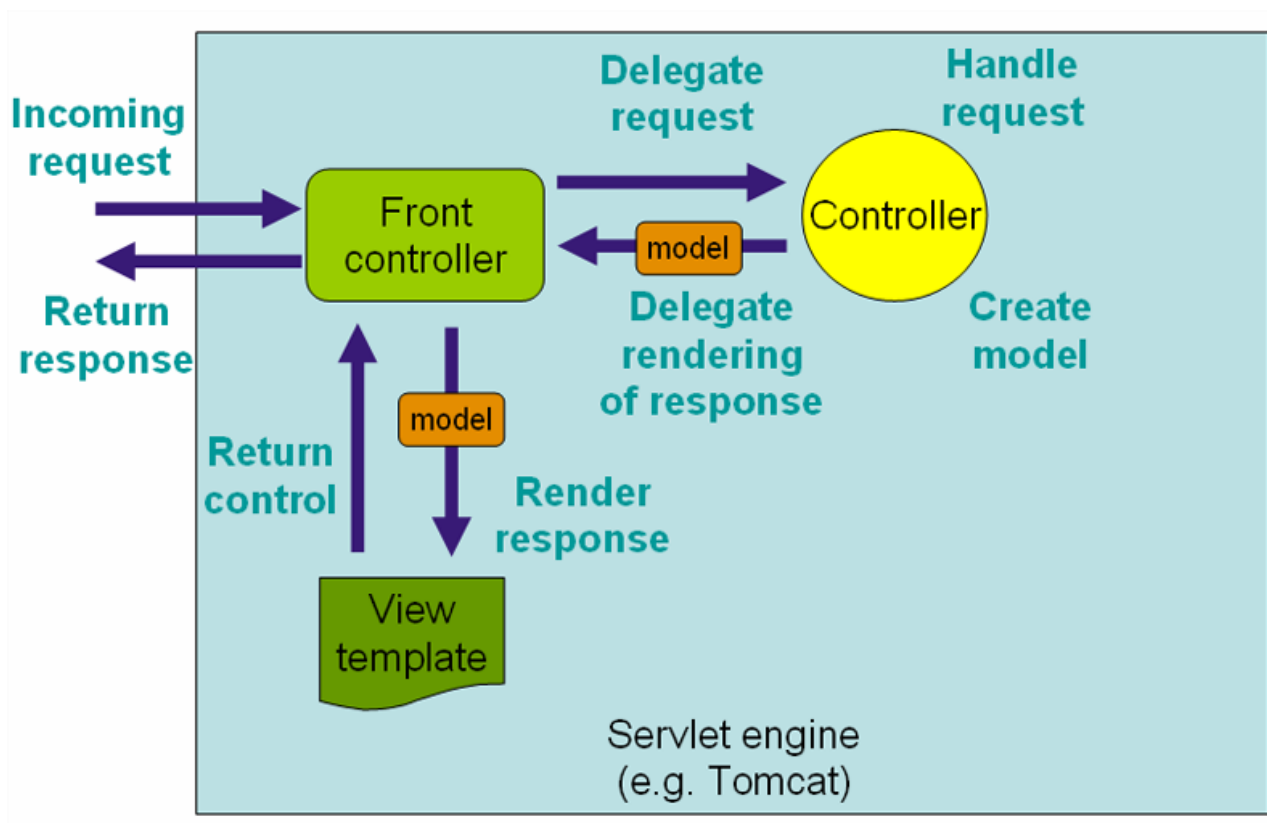 Incoming
request
Return
response
Front
controller
Delegate
request
Handle
request
Controller
model
Delegate
rendering
of response
Create
model
model
Return
control
Render
response
View
template
Servlet engine
(e.g. Tomcat)